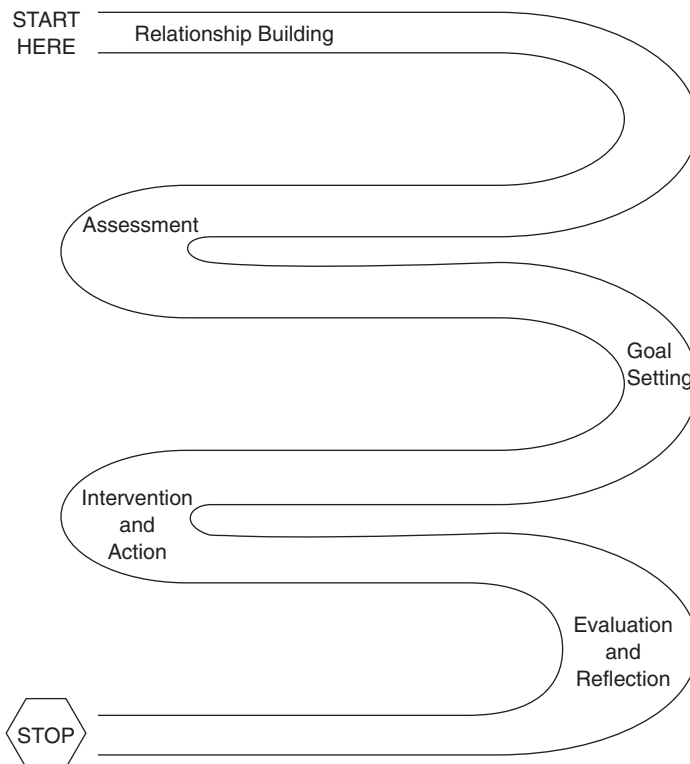 START
HERE
Relationship Building
Assessment
Goal
Setting
Intervention
and
Action
Evaluation
and
Reflection
STOP